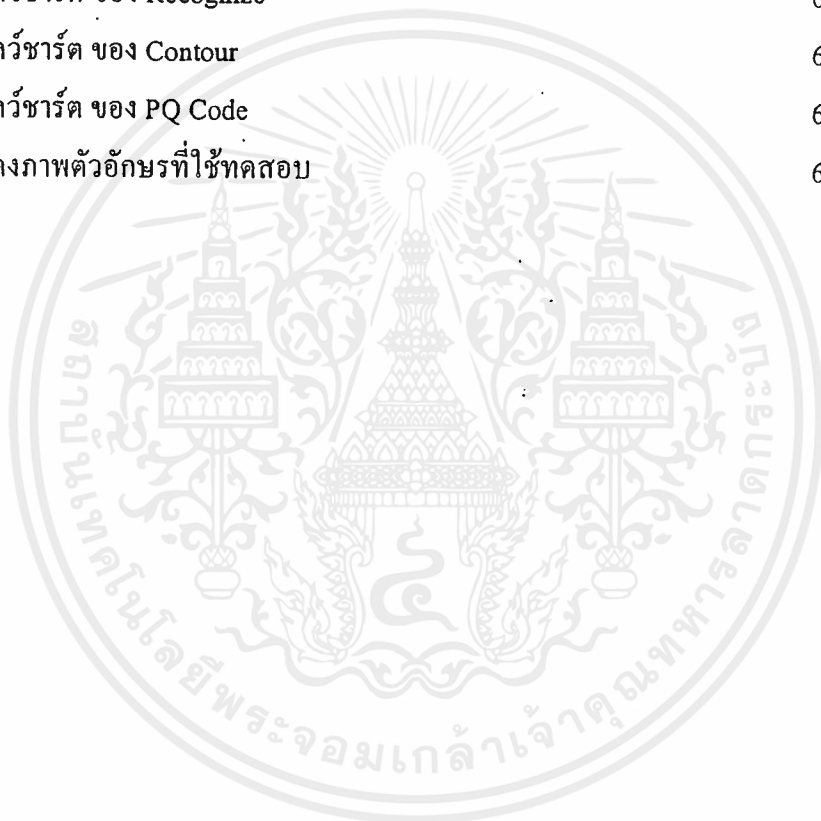 ของ Recognize
ว์ชาร์ต ของ Contour
ว์ชาร์ต ของ PQ Code
งภาพตัวอักษรที่ใช้ทดสอบ
สถาบันเทคโนโลยีพระจอมเกล้าเจ้าคุณทหารลาดกระบัง